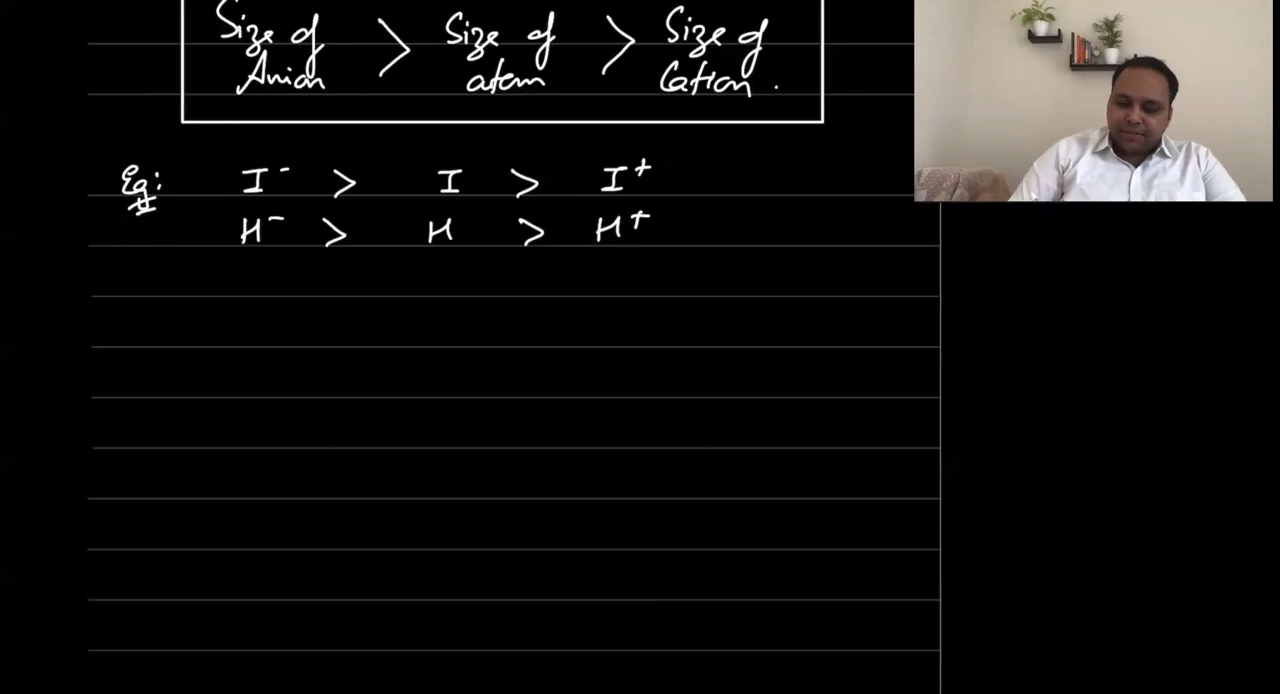 Size of > Size of > Size of
Anion atom Cation.
Eg: I⁻ > I > I⁺
H⁻ > H > H⁺